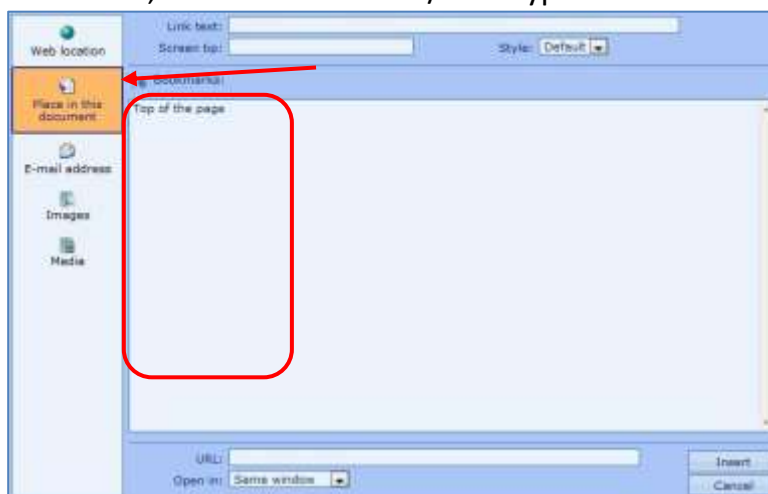 Link text:
Web location
Screen tip:
Style: Default
Bookmarks:
Place in this
document
Top of the page
E-mail address
Images
Media
URL:
Insert
Open in: Same window
Cancel